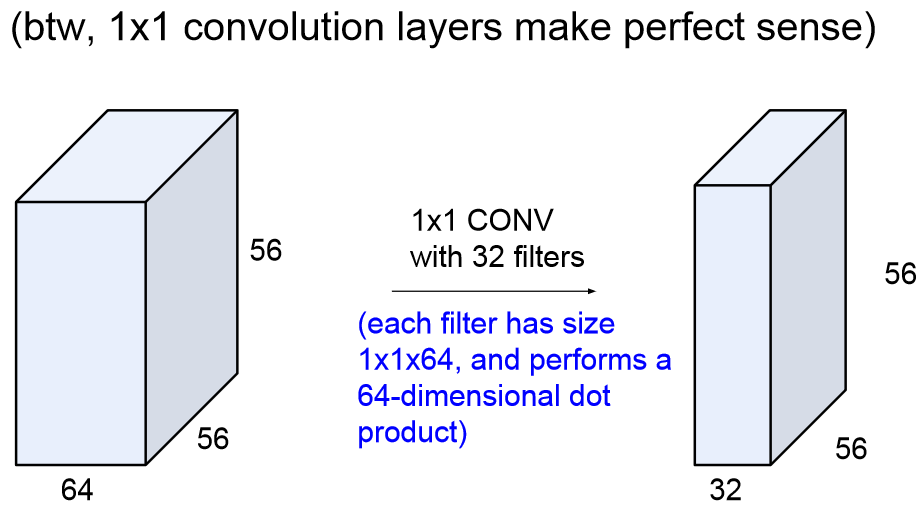 (btw, 1x1 convolution layers make perfect sense)
56
1x1 CONV
with 32 filters
56
(each filter has size
1x1x64, and performs a
64-dimensional dot
product)
56
56
64
32